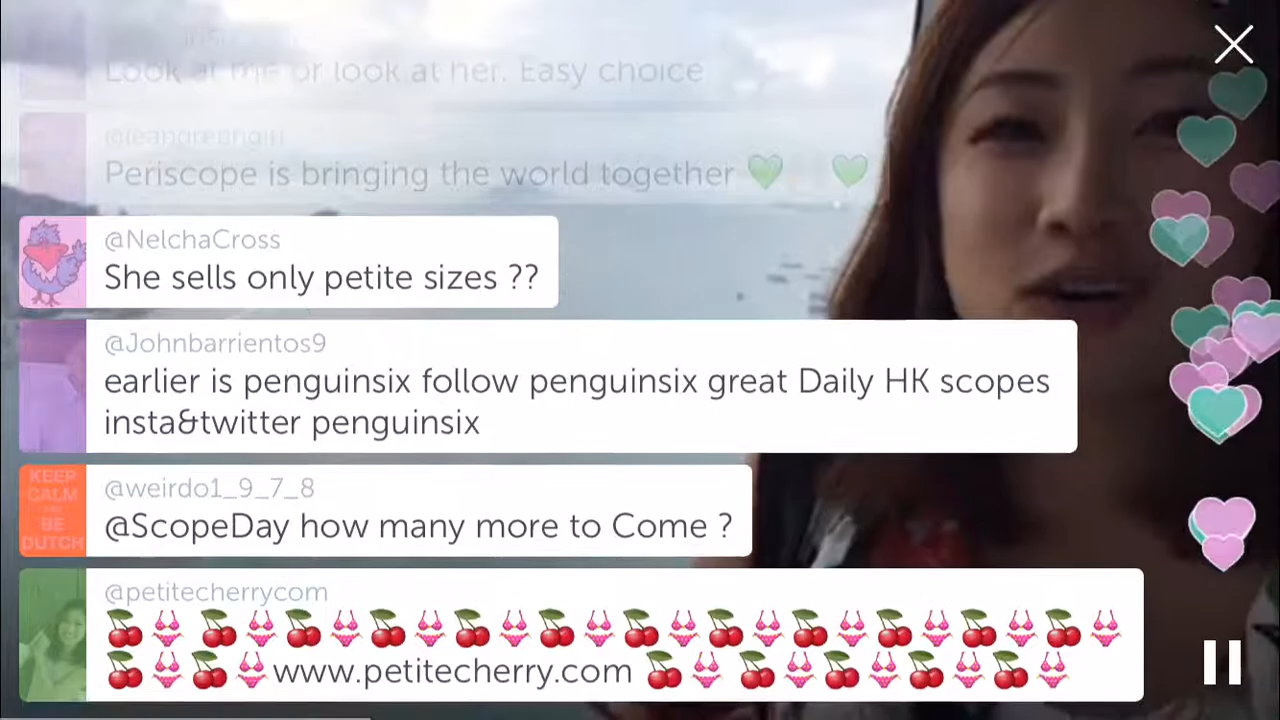 Look at me or look at her. Easy choice
@leangreengirl
Periscope is bringing the world together 💚 💚
@NelchaCross
She sells only petite sizes ??
@Johnbarrientos9
earlier is penguinsix follow penguinsix great Daily HK scopes
insta&twitter penguinsix
KEEP
CALM
BE
DUTCH
@weirdo1_9_7_8
@ScopeDay how many more to Come ?
@petitecherrycom
🍒👙🍒👙🍒👙🍒👙🍒👙🍒👙🍒👙🍒👙🍒👙🍒👙🍒👙🍒👙
🍒👙🍒👙www.petitecherry.com 🍒👙🍒👙🍒👙🍒👙🍒👙